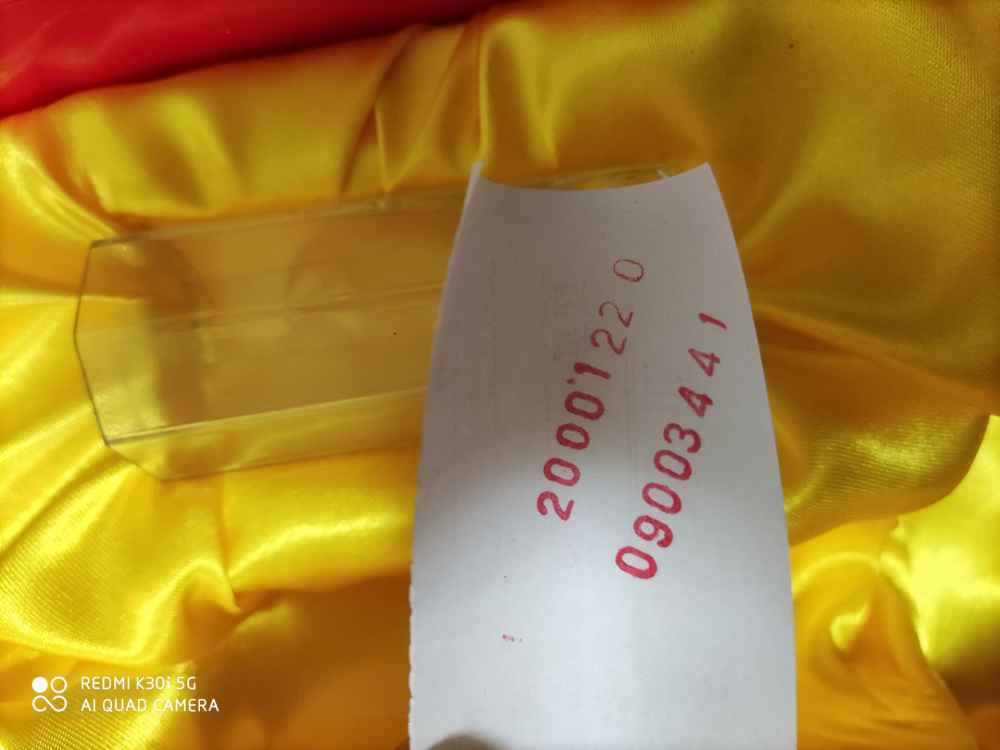 20001220
09003441
REDMI K30i 5G
AI QUAD CAMERA